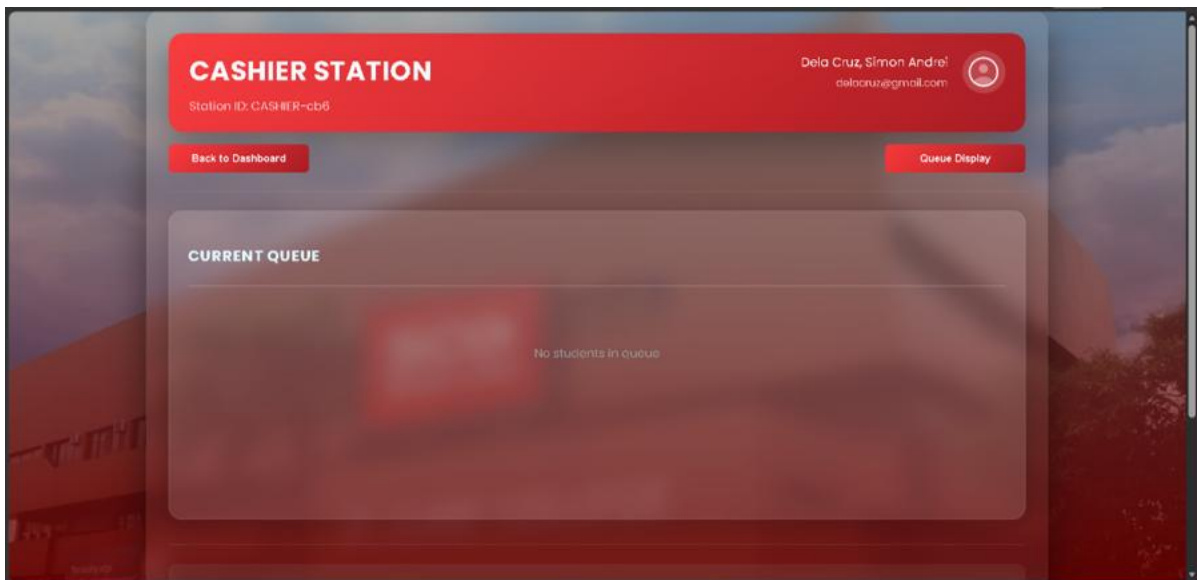 CASHIER STATION
Dela Cruz, Simon Andrei
delacruz@gmail.com
Station ID: CASHIER-cb6
Back to Dashboard
Queue Display
CURRENT QUEUE
No students in queue